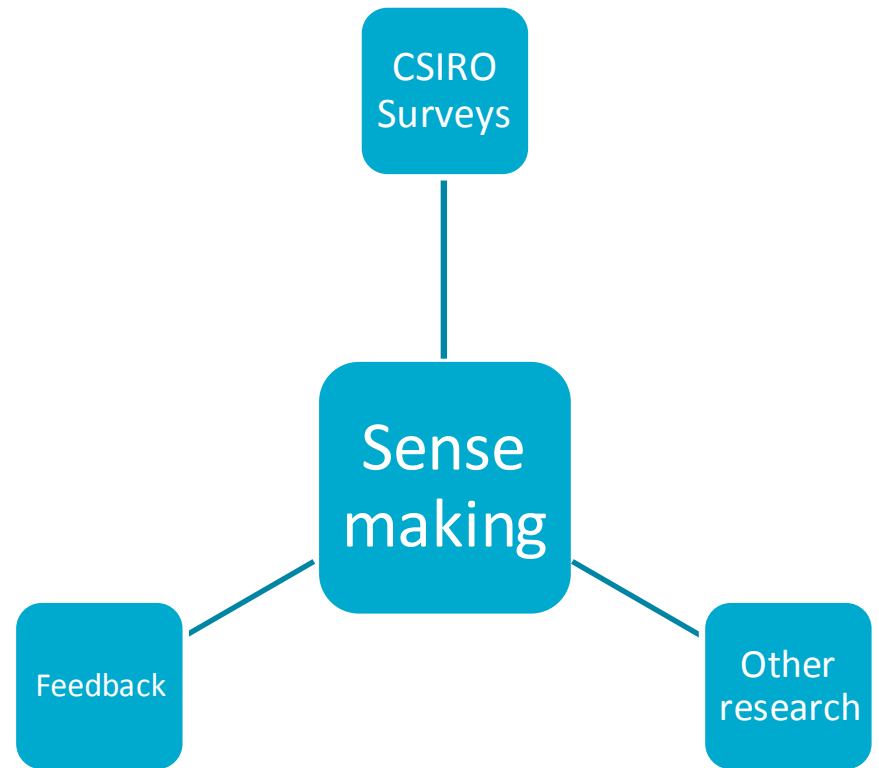 CSIRO
Surveys
Sense
making
Feedback
Other
research